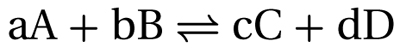 aA + bB ⇌ cC + dD